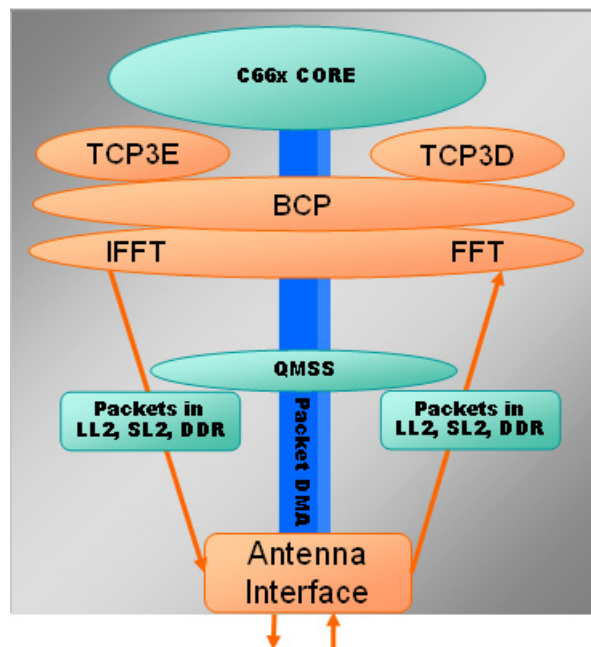 C66x CORE
TCP3E
TCP3D
BCP
IFFT
FFT
QMSS
Packets in
LL2, SL2, DDR
Packets in
LL2, SL2, DDR
Packet DMA
Antenna
Interface